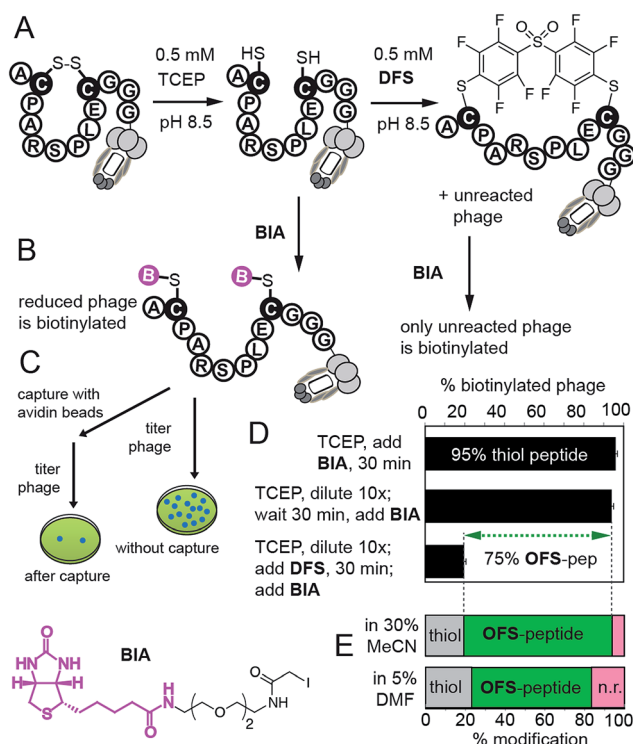 A
0.5 mM
TCEP
pH 8.5
0.5 mM
DFS
pH 8.5
A C S–S C G G G
P A R S P L E
HS SH
A C C G G G
P A R S P L E
F F O O F F
S
F F F F
S S
A C P A R S P L E C G G G G
+ unreacted
phage
BIA
BIA
only unreacted phage
is biotinylated
B
reduced phage
is biotinylated
B S B S
A C P A R S P L E C G G G
C
capture with
avidin beads
titer
phage
titer
phage
after capture
without capture
D
% biotinylated phage
0 20 40 60 80 100
TCEP, add
BIA, 30 min
95% thiol peptide
TCEP, dilute 10x;
wait 30 min, add BIA
TCEP, dilute 10x;
add DFS, 30 min;
add BIA
75% OFS-pep
E
in 30%
MeCN
thiol OFS-peptide
in 5%
DMF
thiol OFS-peptide n.r.
0 20 40 60 80 100
% modification
BIA
O
HN NH
H H
S
O
H
N
O
2
N
H
O
I